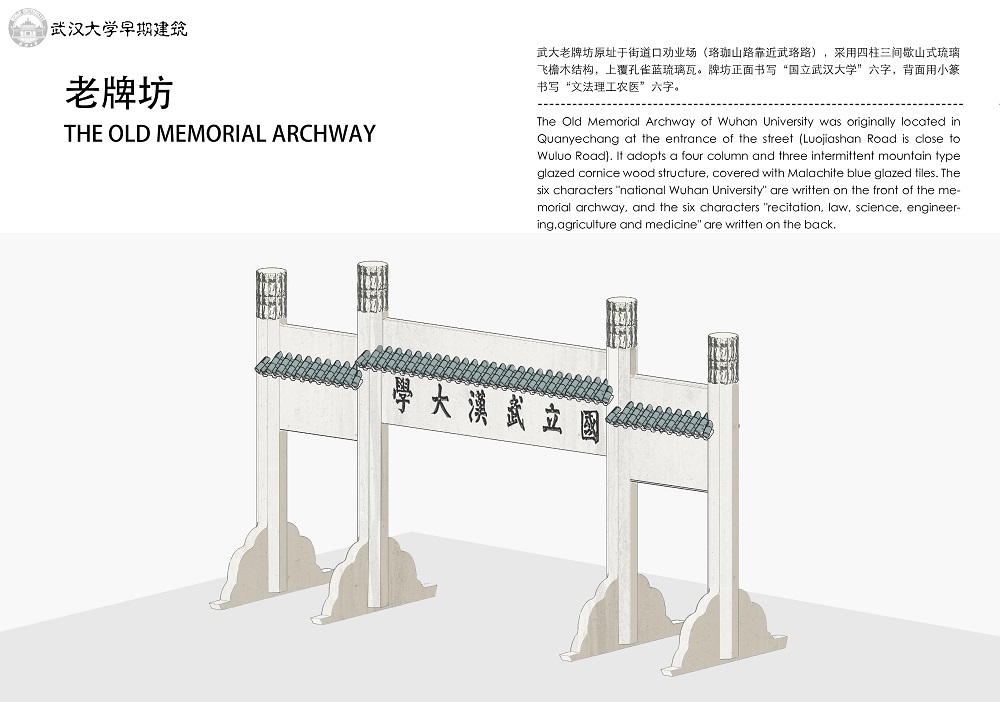 武汉大学早期建筑
老牌坊
THE OLD MEMORIAL ARCHWAY
武大老牌坊原址于街道口劝业场（珞珈山路靠近武珞路），采用四柱三间歇山式琉璃
飞檐木结构，上覆孔雀蓝琉璃瓦。牌坊正面书写“国立武汉大学”六字，背面用小篆
书写“文法理工农医”六字。
The Old Memorial Archway of Wuhan University was originally located in
Quanyechang at the entrance of the street (Luojiashan Road is close to
Wuluo Road). It adopts a four column and three intermittent mountain type
glazed cornice wood structure, covered with Malachite blue glazed tiles. The
six characters "national Wuhan University" are written on the front of the me-
morial archway, and the six characters "recitation, law, science, engineer-
ing,agriculture and medicine" are written on the back.
學大漢武立國